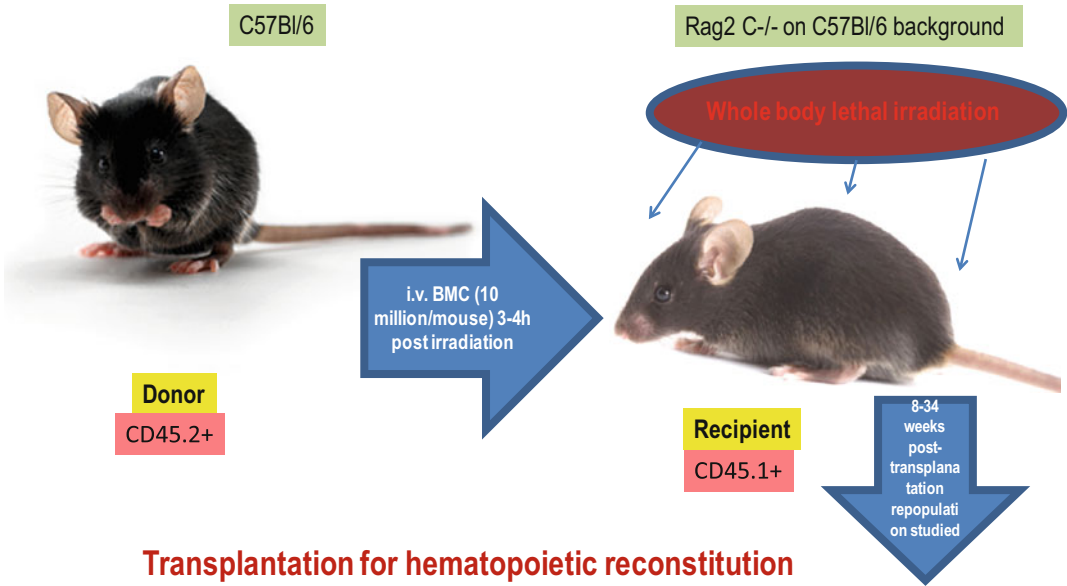 C57Bl/6
Rag2 C-/- on C57Bl/6 background
Whole body lethal irradiation
i.v. BMC (10
million/mouse) 3-4h
post irradiation
Donor
CD45.2+
Recipient
CD45.1+
8-34
weeks
post-
transplana
tation
repopulati
on studied
Transplantation for hematopoietic reconstitution